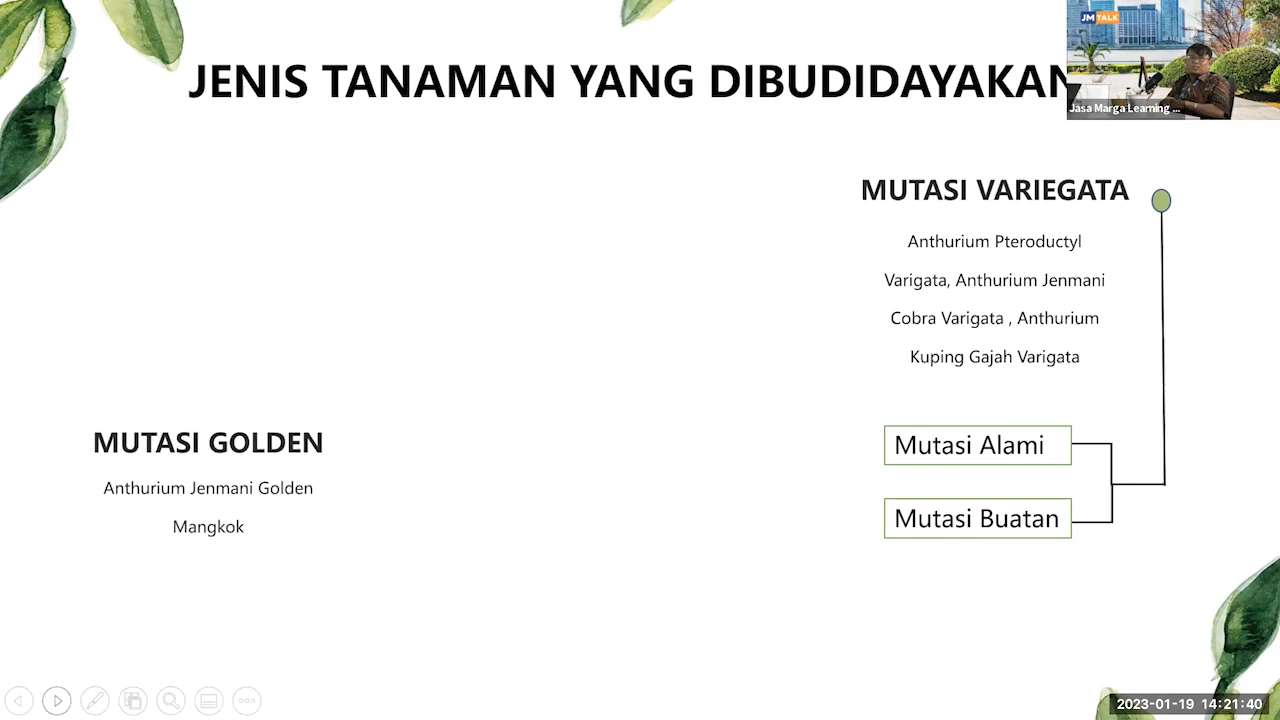 JENIS TANAMAN YANG DIBUDIDAYAKAN
JM TALK
Jasa Marga Learning ...
MUTASI VARIEGATA
Anthurium Pteroductyl
Varigata, Anthurium Jenmani
Cobra Varigata , Anthurium
Kuping Gajah Varigata
MUTASI GOLDEN
Anthurium Jenmani Golden
Mangkok
Mutasi Alami
Mutasi Buatan
2023-01-19 14:21:40